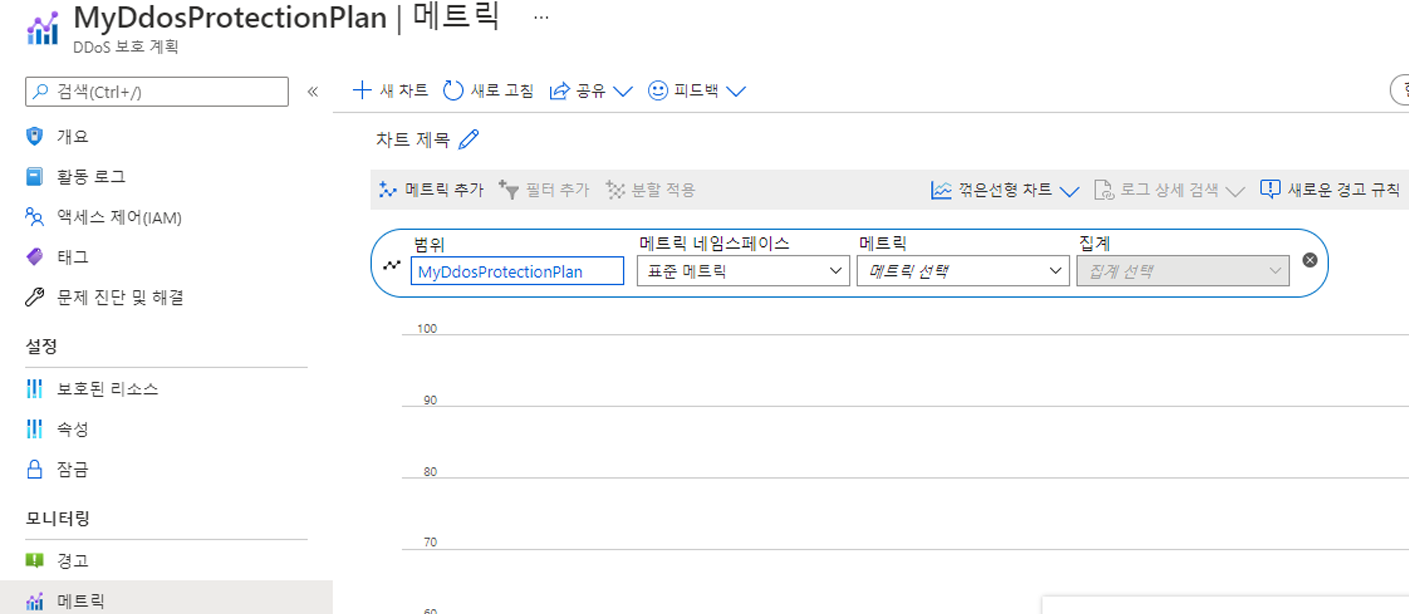 MyDdosProtectionPlan | 메트릭 ...
DDoS 보호 계획
검색(Ctrl+/) «
새 차트 새로 고침 공유 피드백
개요
활동 로그
액세스 제어(IAM)
태그
문제 진단 및 해결
설정
보호된 리소스
속성
잠금
모니터링
경고
메트릭
차트 제목
메트릭 추가 필터 추가 분할 적용 꺾은선형 차트 로그 상세 검색 새로운 경고 규칙
범위 메트릭 네임스페이스 메트릭 집계
MyDdosProtectionPlan 표준 메트릭 메트릭 선택 집계 선택
100
90
80
70
60